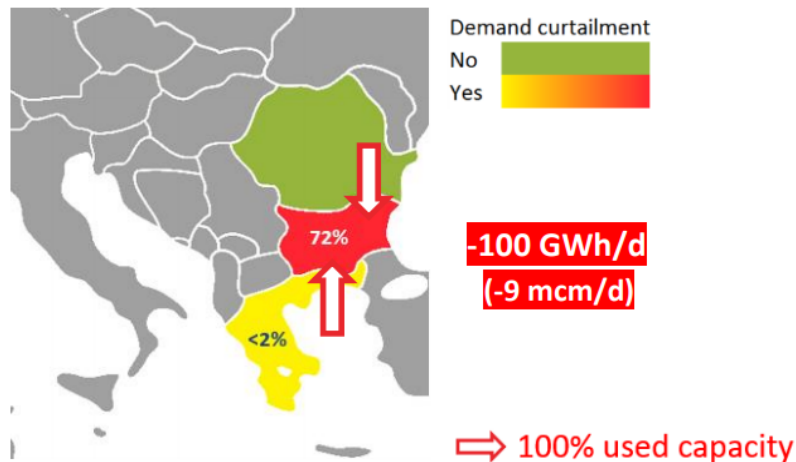 Demand curtailment
No
Yes
72%
-100 GWh/d
(-9 mcm/d)
<2%
100% used capacity